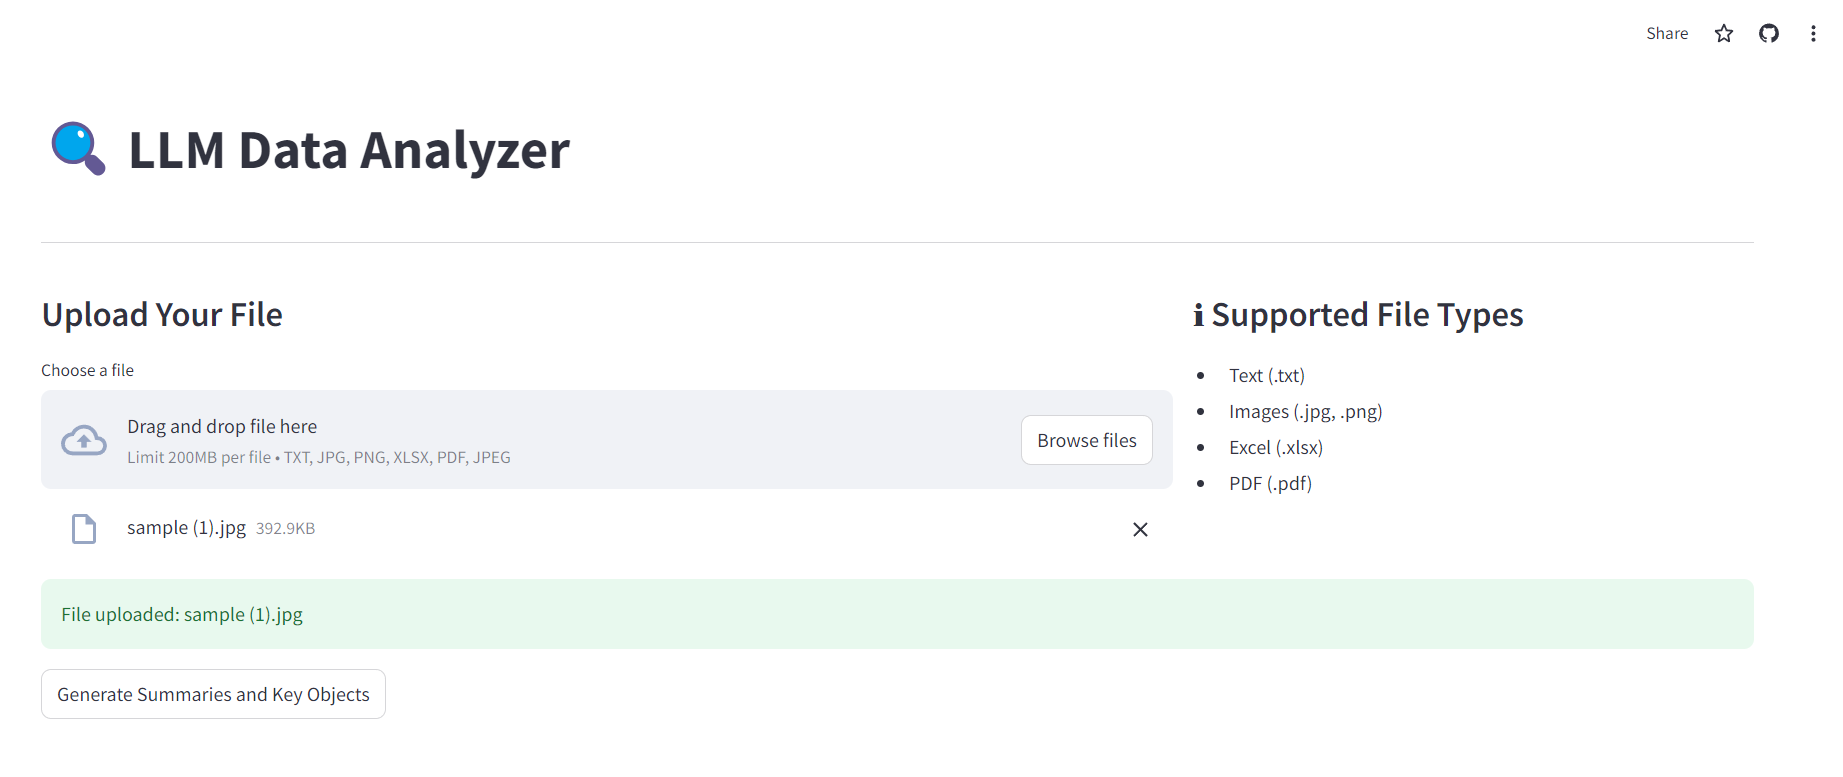 Share
LLM Data Analyzer
Upload Your File
Choose a file
Drag and drop file here
Limit 200MB per file • TXT, JPG, PNG, XLSX, PDF, JPEG
Browse files
sample (1).jpg 392.9KB
File uploaded: sample (1).jpg
Generate Summaries and Key Objects
ℹ Supported File Types
• Text (.txt)
• Images (.jpg, .png)
• Excel (.xlsx)
• PDF (.pdf)